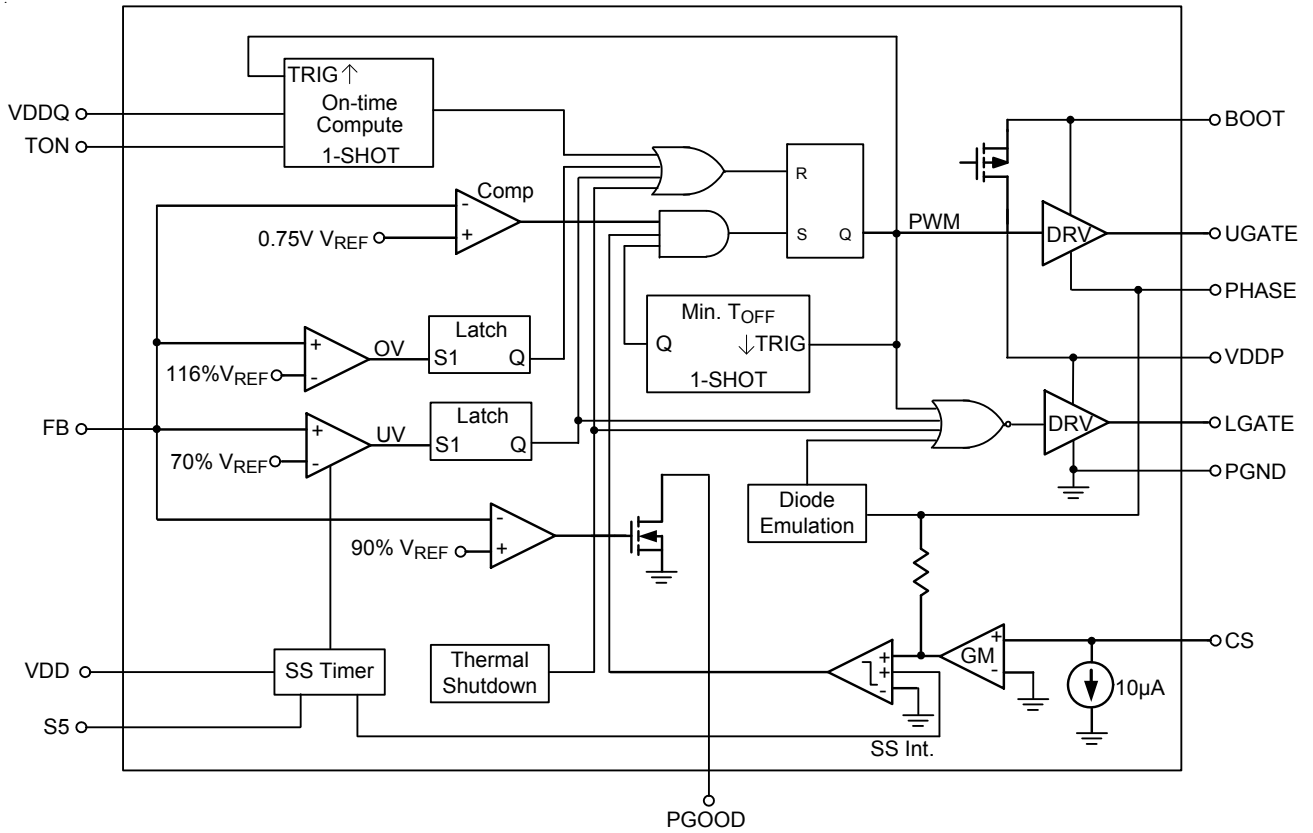 TRIG ↑
On-time
Compute
1-SHOT
VDDQ
TON
BOOT
Comp
R
S Q
PWM
DRV
UGATE
0.75V VREF
PHASE
Min. TOFF
Q ↓TRIG
1-SHOT
Latch
S1 Q
+
-
OV
116%VREF
VDDP
FB
Latch
S1 Q
+
-
UV
70% VREF
DRV
LGATE
PGND
Diode
Emulation
-
+
90% VREF
VDD
SS Timer
S5
Thermal
Shutdown
+
+
-
GM
+
-
CS
10µA
SS Int.
PGOOD
-
+